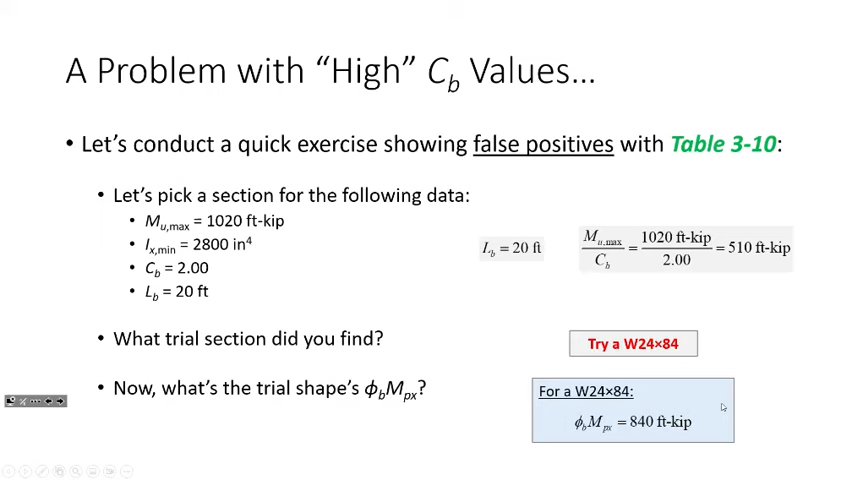 A Problem with “High” Cb Values…
• Let’s conduct a quick exercise showing false positives with Table 3-10:
• Let’s pick a section for the following data:
• Mu,max = 1020 ft-kip
• Ix,min = 2800 in⁴
• Cb = 2.00
• Lb = 20 ft
Lb = 20 ft
Mu,max / Cb = 1020 ft-kip / 2.00 = 510 ft-kip
• What trial section did you find?
Try a W24×84
• Now, what’s the trial shape’s ϕbMpx?
For a W24×84:
ϕbMpx = 840 ft-kip